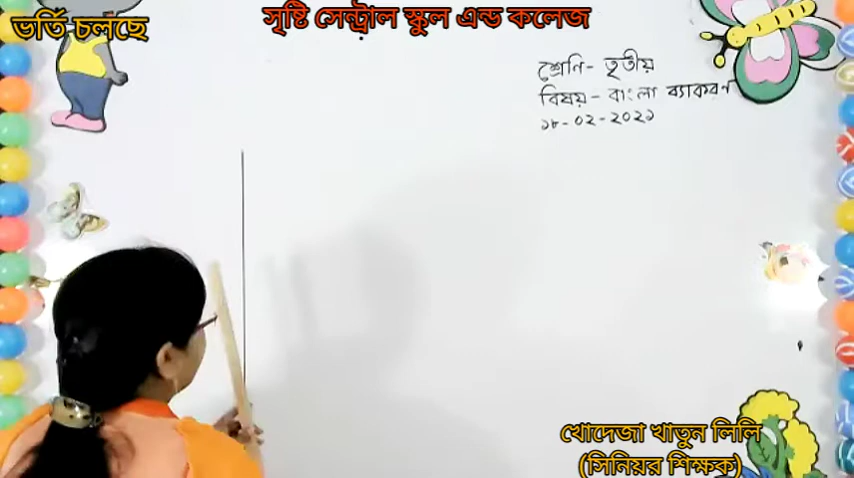 ভর্তি চলছে
সৃষ্টি সেন্ট্রাল স্কুল এন্ড কলেজ
শ্রেণি- তৃতীয়
বিষয় - বাংলা ব্যাকরণ
১৮-০২-২০২১
খোদেজা খাতুন লিলি
(সিনিয়র শিক্ষক)